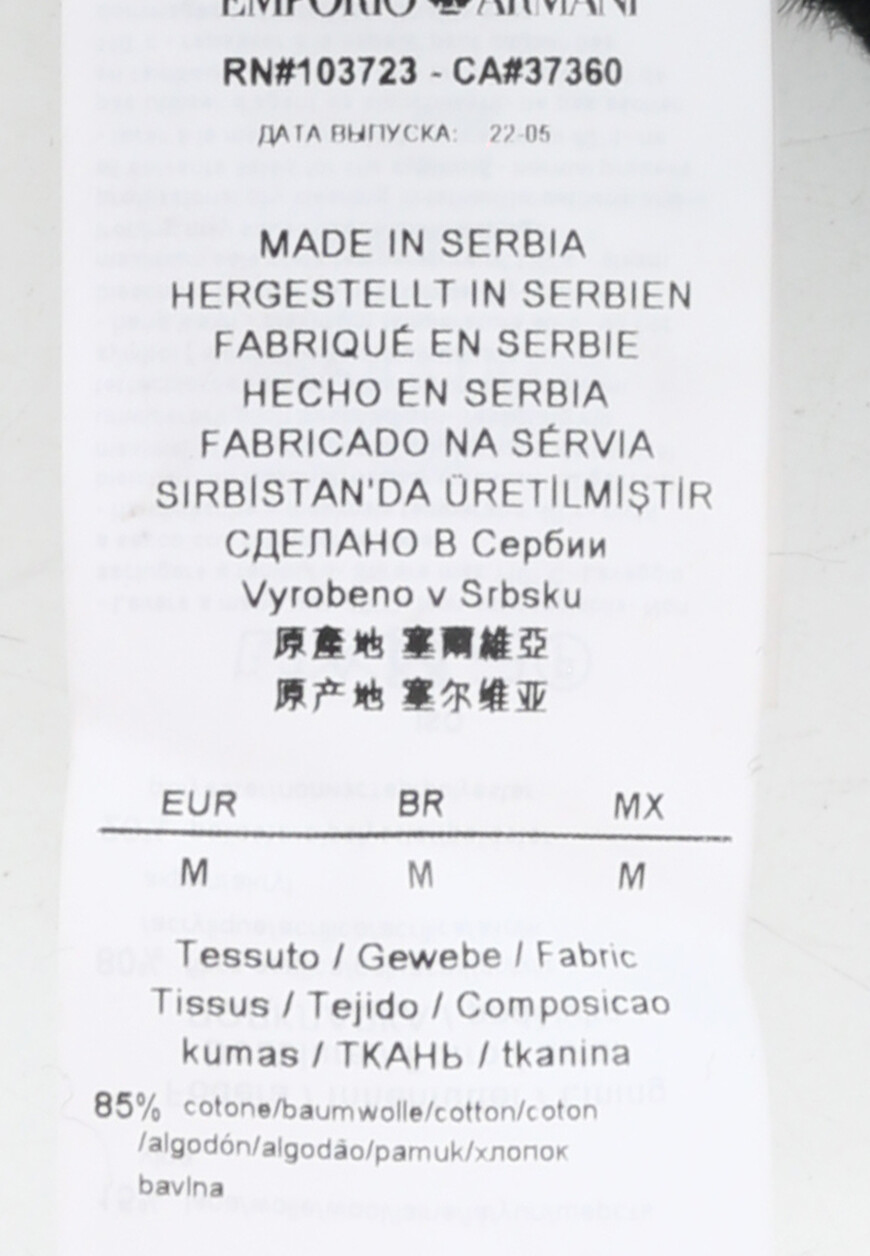 EMPORIO ARMANI
RN#103723 - CA#37360
ДАТА ВЫПУСКА: 22-05
MADE IN SERBIA
HERGESTELLT IN SERBIEN
FABRIQUÉ EN SERBIE
HECHO EN SERBIA
FABRICADO NA SÉRVIA
SIRBİSTAN'DA ÜRETİLMİŞTİR
СДЕПАНО В Сербии
Vyrobeno v Srbsku
原產地 塞爾維亞
原产地 塞尔维亚
EUR BR MX
M M M
Tessuto / Gewebe / Fabric
Tissus / Tejido / Composicao
kumas / ТКАНЬ / tkanina
85% cotone/baumwolle/cotton/coton
/algodón/algodão/pamuk/хлопок
bavlna